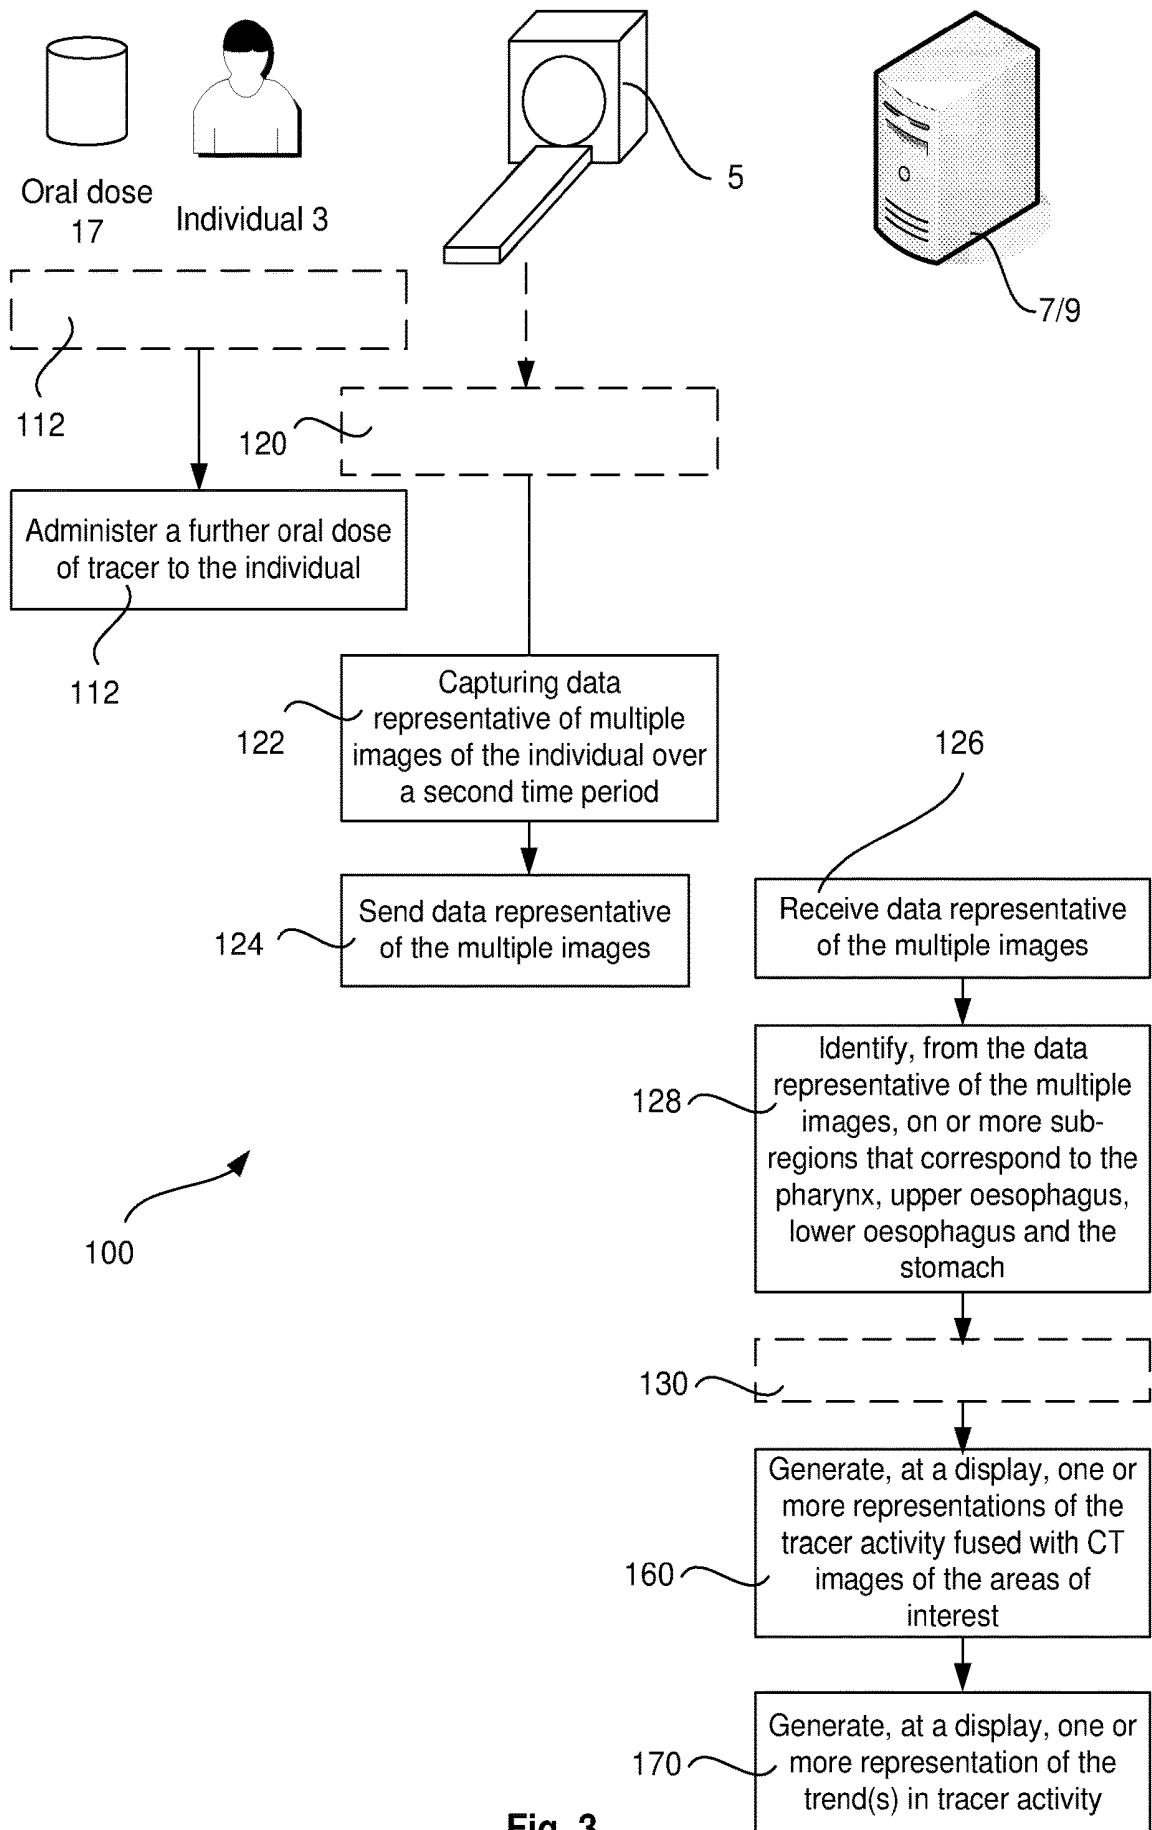 Oral dose
17
Individual 3
5
7/9
112
120
Administer a further oral dose
of tracer to the individual
112
Capturing data
representative of multiple
images of the individual over
a second time period
122
126
Send data representative
of the multiple images
124
Receive data representative
of the multiple images
Identify, from the data
representative of the multiple
images, on or more sub-
regions that correspond to the
pharynx, upper oesophagus,
lower oesophagus and the
stomach
128
100
130
Generate, at a display, one or
more representations of the
tracer activity fused with CT
images of the areas of
interest
160
Generate, at a display, one or
more representation of the
trend(s) in tracer activity
170
Fig. 3